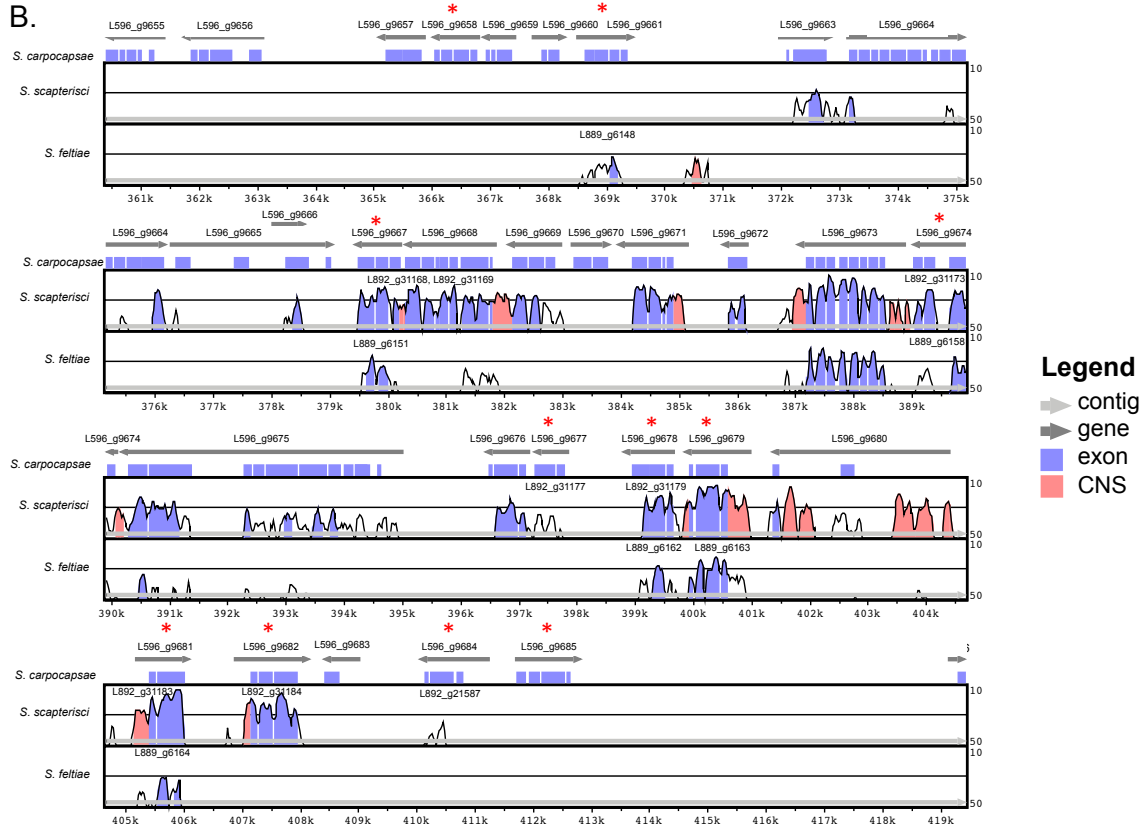 B.
* *
L596_g9655 L596_g9656 L596_g9657 L596_g9658 L596_g9659 L596_g9660 L596_g9661 L596_g9663 L596_g9664
S. carpocapsae
10
S. scapterisci
50
10
L889_g6148
S. feltiae
50
361k 362k 363k 364k 365k 366k 367k 368k 369k 370k 371k 372k 373k 374k 375k
L596_g9666
* *
L596_g9664 L596_g9665 L596_g9667 L596_g9668 L596_g9669 L596_g9670 L596_g9671 L596_g9672 L596_g9673 L596_g9674
S. carpocapsae
10
L892_g31168, L892_g31169 L892_g31173
S. scapterisci
50
10
L889_g6151 L889_g6158
S. feltiae
50
376k 377k 378k 379k 380k 381k 382k 383k 384k 385k 386k 387k 388k 389k
* * *
L596_g9674 L596_g9675 L596_g9676 L596_g9677 L596_g9678 L596_g9679 L596_g9680
S. carpocapsae
10
L892_g31177 L892_g31179
S. scapterisci
50
10
L889_g6162 L889_g6163
S. feltiae
50
390k 391k 392k 393k 394k 395k 396k 397k 398k 399k 400k 401k 402k 403k 404k
* * * *
L596_g9681 L596_g9682 L596_g9683 L596_g9684 L596_g9685
S. carpocapsae
10
L892_g31183 L892_g31184 L892_g21587
S. scapterisci
50
10
L889_g6164
S. feltiae
50
405k 406k 407k 408k 409k 410k 411k 412k 413k 414k 415k 416k 417k 418k 419k
Legend
contig
gene
exon
CNS